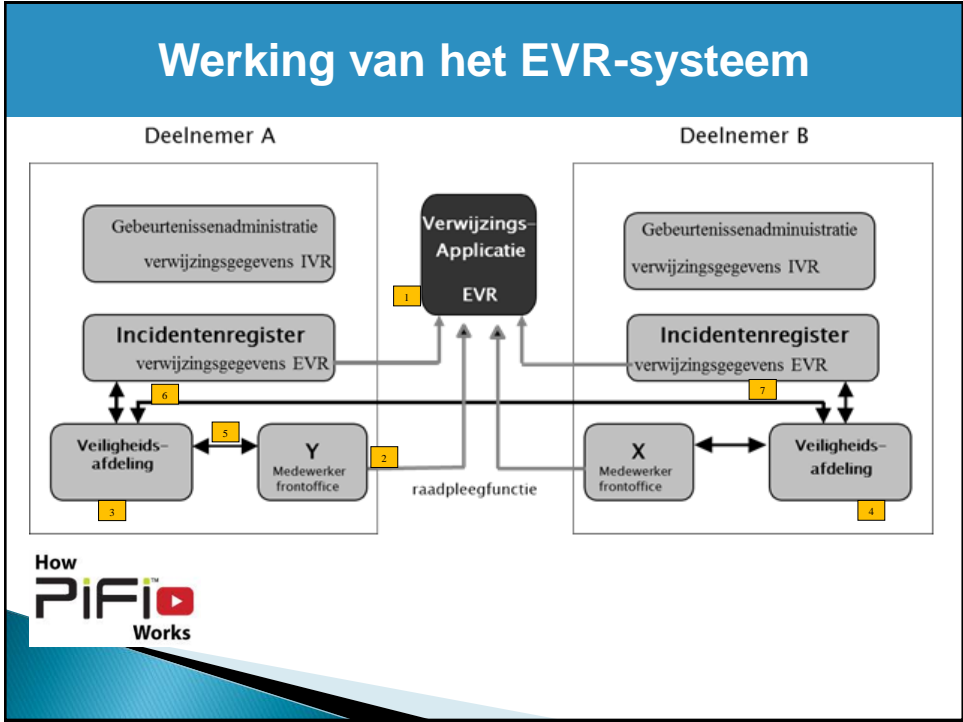 Werking van het EVR-systeem
Deelnemer A
Deelnemer B
Gebeurtenissenadministratie
verwijzingsgegevens IVR
Verwijzings-
Applicatie
EVR
1
Gebeurtenissenadminuistratie
verwijzingsgegevens IVR
Incidentenregister
verwijzingsgegevens EVR
Incidentenregister
verwijzingsgegevens EVR
6
7
Veiligheids-
afdeling
3
5
Y
Medewerker
frontoffice
2
raadpleegfunctie
X
Medewerker
frontoffice
Veiligheids-
afdeling
4
How
PiFi™
Works